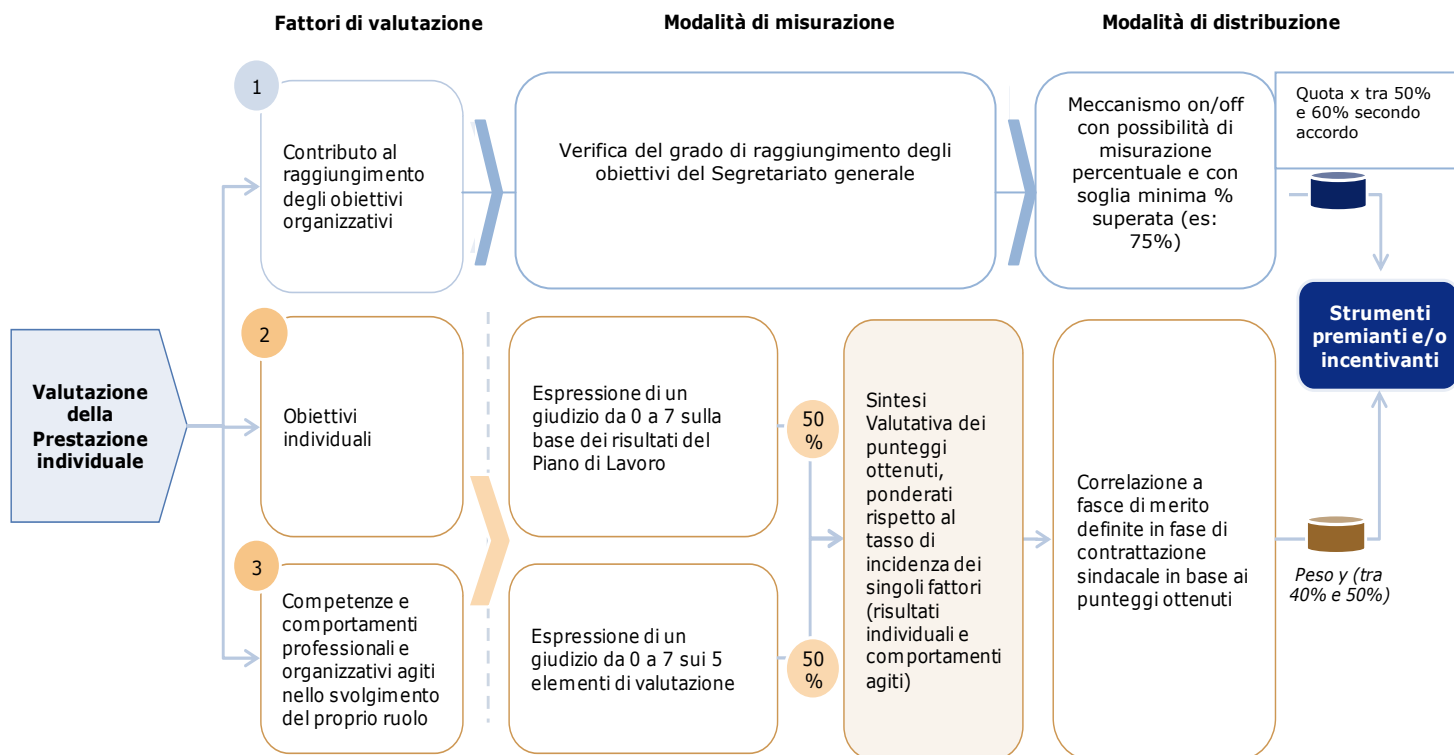 Fattori di valutazione
Modalità di misurazione
Modalità di distribuzione
1
Contributo al
raggiungimento
degli obiettivi
organizzativi
Verifica del grado di raggiungimento degli
obiettivi del Segretariato generale
Meccanismo on/off
con possibilità di
misurazione
percentuale e con
soglia minima %
superata (es:
75%)
Quota x tra 50%
e 60% secondo
accordo
Strumenti
premianti e/o
incentivanti
Valutazione
della
Prestazione
individuale
2
Obiettivi
individuali
Espressione di un
giudizio da 0 a 7 sulla
base dei risultati del
Piano di Lavoro
50
%
Sintesi
Valutativa dei
punteggi
ottenuti,
ponderati
rispetto al
tasso di
incidenza dei
singoli fattori
(risultati
individuali e
comportamenti
agiti)
Correlazione a
fasce di merito
definite in fase di
contrattazione
sindacale in base ai
punteggi ottenuti
Peso y (tra
40% e 50%)
3
Competenze e
comportamenti
professionali e
organizzativi agiti
nello svolgimento
del proprio ruolo
Espressione di un
giudizio da 0 a 7 sui 5
elementi di valutazione
50
%